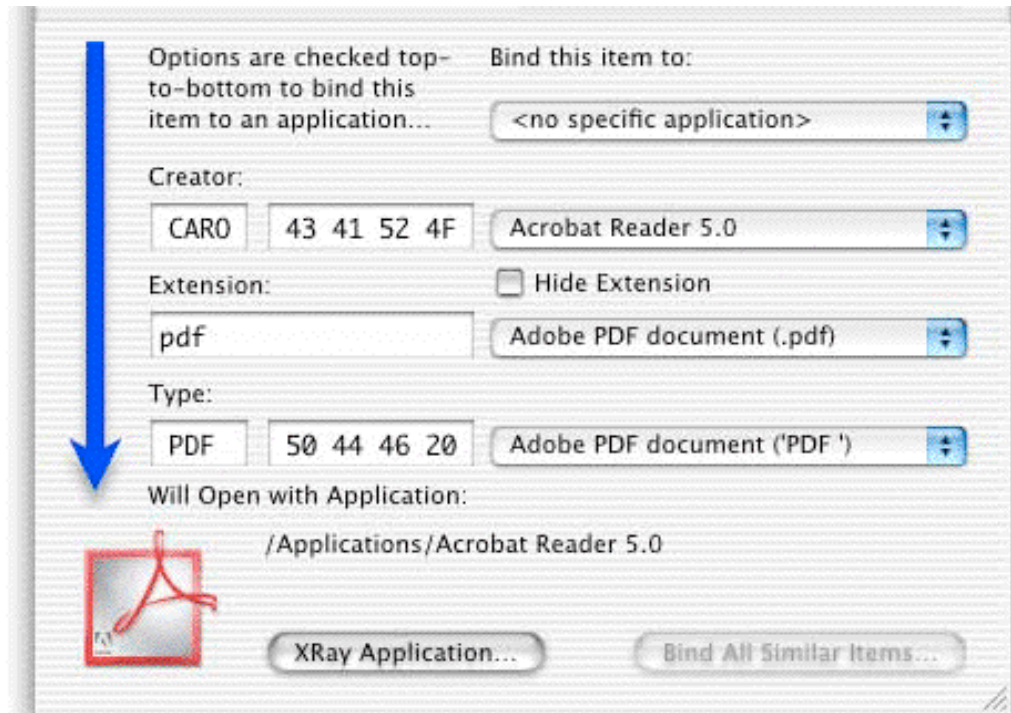 Options are checked top-
to-bottom to bind this
item to an application...
Bind this item to:
<no specific application>
Creator:
CARO 43 41 52 4F Acrobat Reader 5.0
Extension:
Hide Extension
pdf Adobe PDF document (.pdf)
Type:
PDF 50 44 46 20 Adobe PDF document ('PDF ')
Will Open with Application:
/Applications/Acrobat Reader 5.0
XRay Application... Bind All Similar Items...